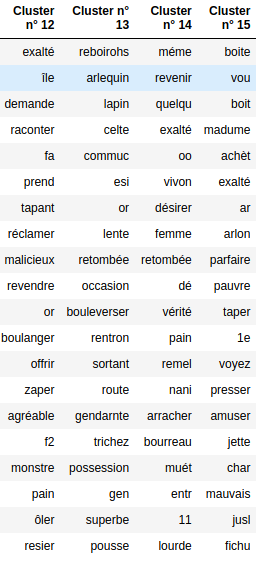 Cluster n° 12 Cluster n° 13 Cluster n° 14 Cluster n° 15
exalté reboirohs méme boite
île arlequin revenir vou
demande lapin quelqu boit
raconter celte exalté madume
fa commuc oo achèt
prend esi vivon exalté
tapant or désirer ar
réclamer lente femme arlon
malicieux retombée retombée parfaire
revendre occasion dé pauvre
or bouleverser vérité taper
boulanger rentron pain 1e
offrir sortant remel voyez
zaper route nani presser
agréable gendarnte arracher amuser
f2 trichez bourreau jette
monstre possession muét char
pain gen entr mauvais
ôler superbe 11 jusl
resier pousse lourde fichu